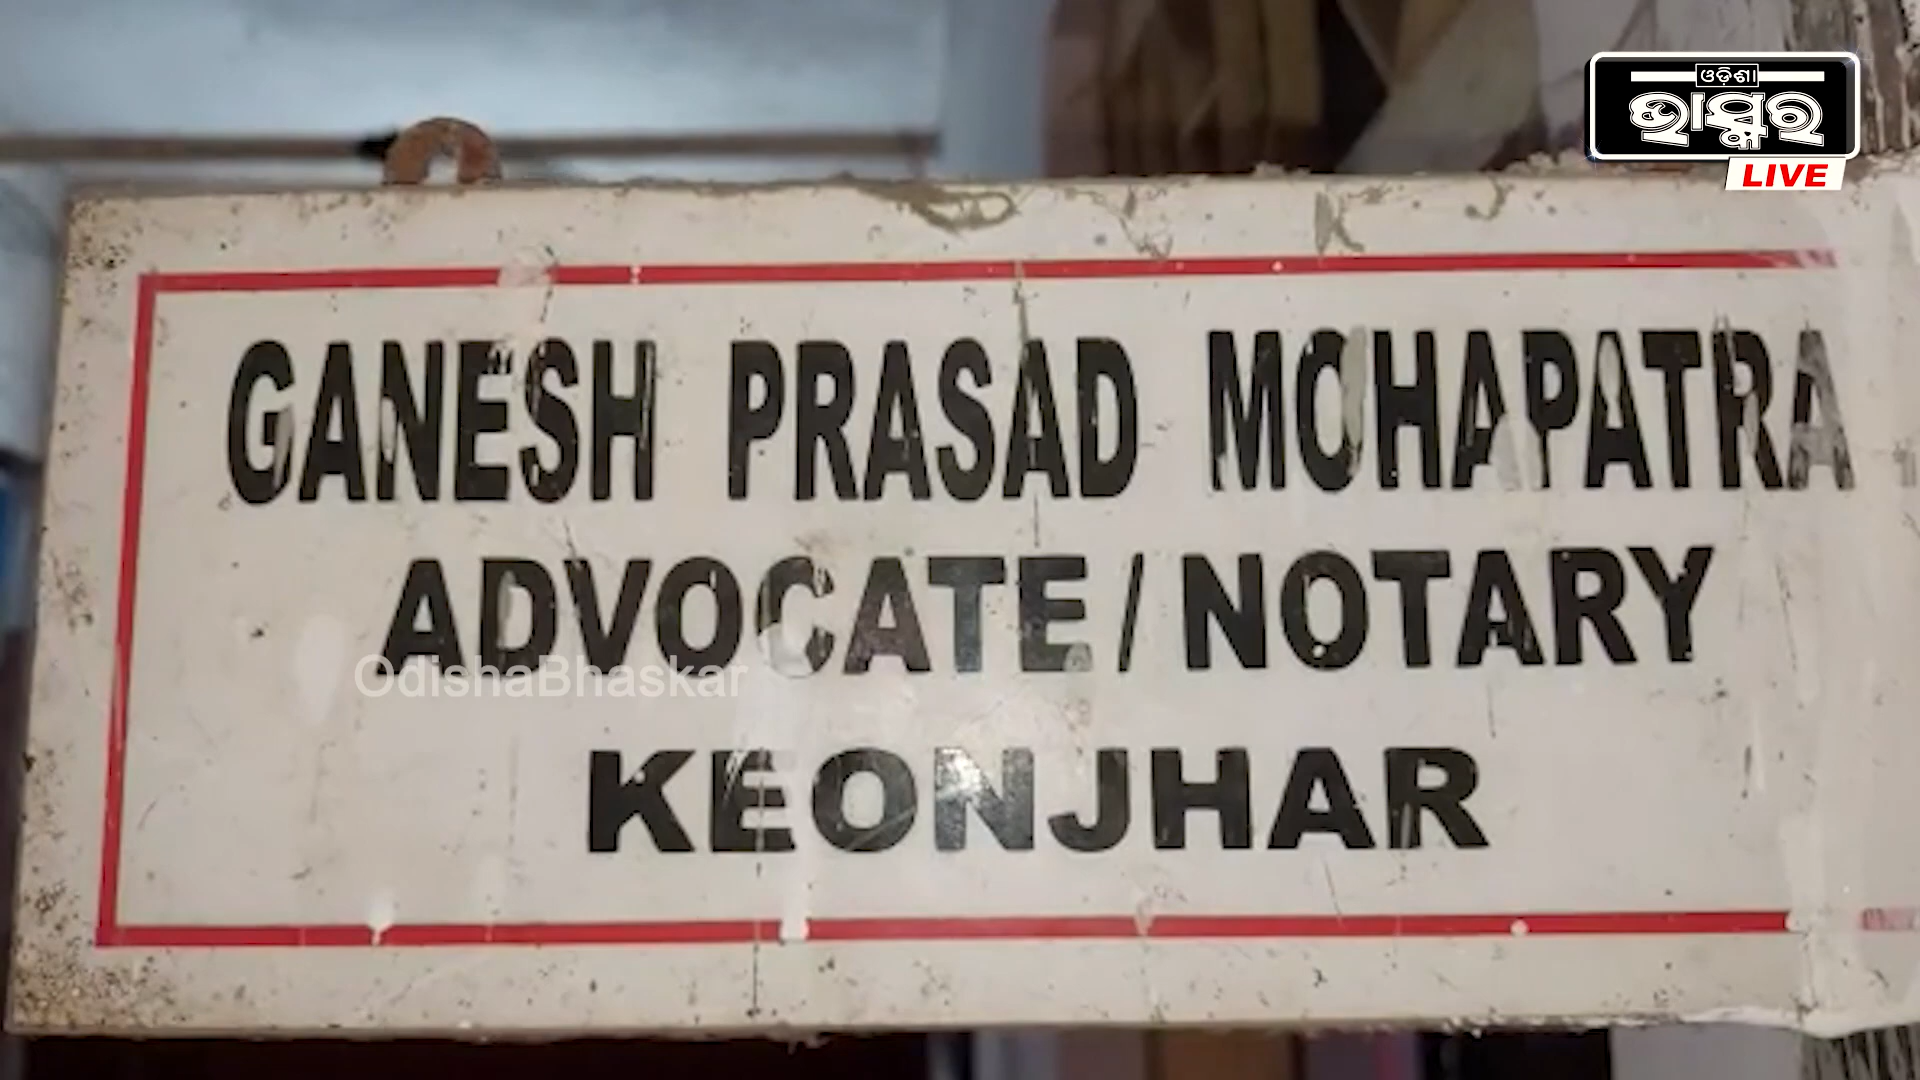 ଓଡ଼ିଶା
ଭାସ୍କର
LIVE
GANESH PRASAD MOHAPATRA
ADVOCATE/NOTARY
OdishaBhaskar
KEONJHAR